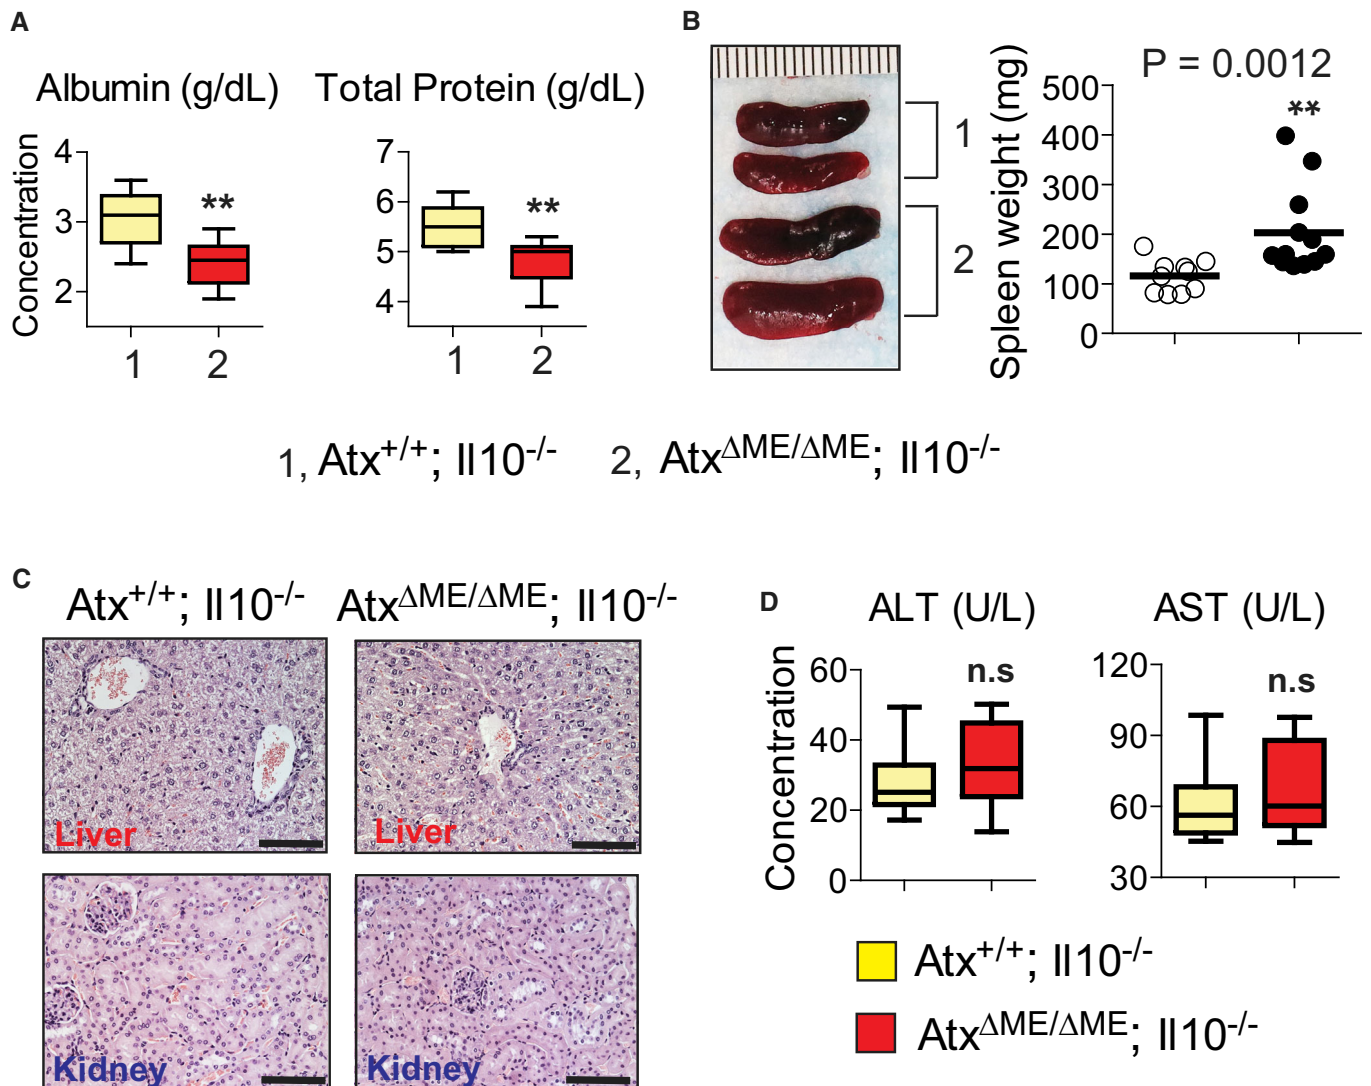 A
Albumin (g/dL)
Total Protein (g/dL)
Concentration
4
3
2
**
1
2
7
6
5
4
**
1
2
B
1
2
P = 0.0012
Spleen weight (mg)
500
400
300
200
100
0
**
1, Atx+/+; Il10-/-
2, AtxΔME/ΔME; Il10-/-
C
Atx+/+; Il10-/-
AtxΔME/ΔME; Il10-/-
Liver
Liver
Kidney
Kidney
D
ALT (U/L)
AST (U/L)
Concentration
60
40
20
0
n.s
120
90
60
30
n.s
Atx+/+; Il10-/-
AtxΔME/ΔME; Il10-/-